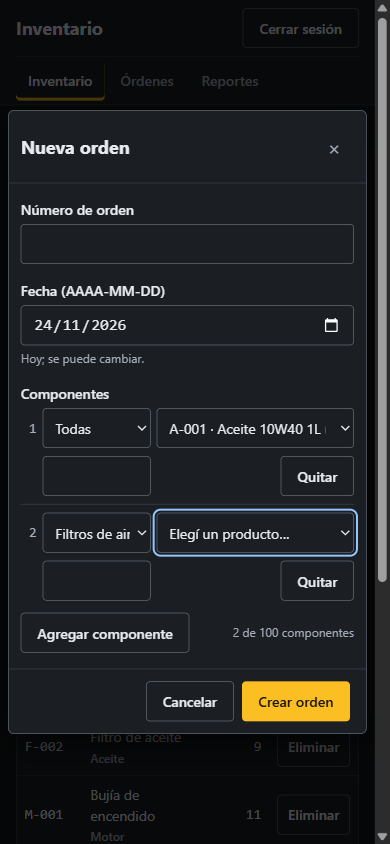 Inventario
Cerrar sesión
Inventario Órdenes Reportes
Nueva orden ×
Número de orden
Fecha (AAAA-MM-DD)
24/11/2026
Hoy; se puede cambiar.
Componentes
1 Todas A-001 · Aceite 10W40 1L
Quitar
2 Filtros de air Elegí un producto...
Quitar
Agregar componente 2 de 100 componentes
Cancelar Crear orden
F-002 Filtro de aceite 9 Eliminar
Aceite
M-001 Bujía de encendido 11 Eliminar
Motor